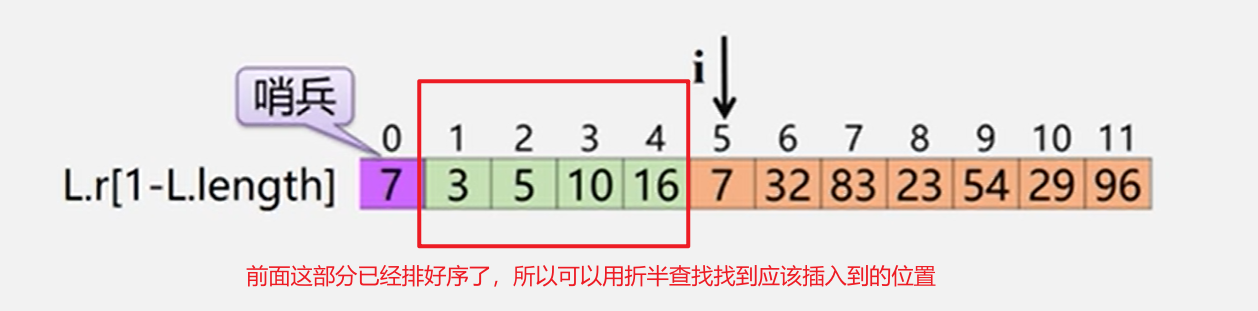 i
哨兵
0 1 2 3 4 5 6 7 8 9 10 11
L.r[1-L.length] 7 3 5 10 16 7 32 83 23 54 29 96
前面这部分已经排好序了，所以可以用折半查找找到应该插入到的位置